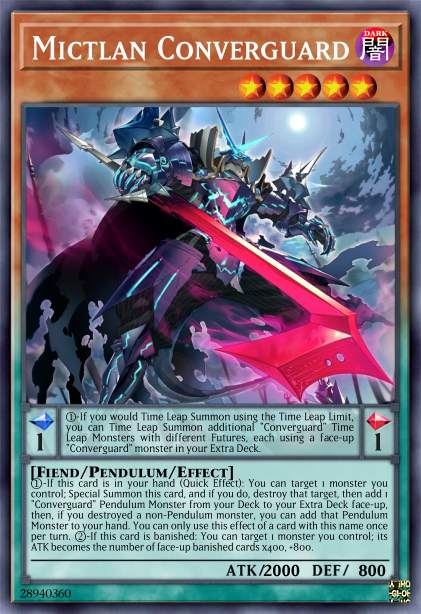 Mictlan Converguard
DARK
闇
①-If you would Time Leap Summon using the Time Leap Limit,
you can Time Leap Summon additional "Converguard" Time
Leap Monsters with different Futures, each using a face-up
"Converguard" monster in your Extra Deck.
1
1
[Fiend/Pendulum/Effect]
①-If this card is in your hand (Quick Effect): You can target 1 monster you
control; Special Summon this card, and if you do, destroy that target, then add 1
"Converguard" Pendulum Monster from your Deck to your Extra Deck face-up,
then, if you destroyed a non-Pendulum monster, you can add that Pendulum
Monster to your hand. You can only use this effect of a card with this name once
per turn. ②-If this card is banished: You can target 1 monster you control; its
ATK becomes the number of face-up banished cards x400, +800.
ATK/2000 DEF/ 800
28940360